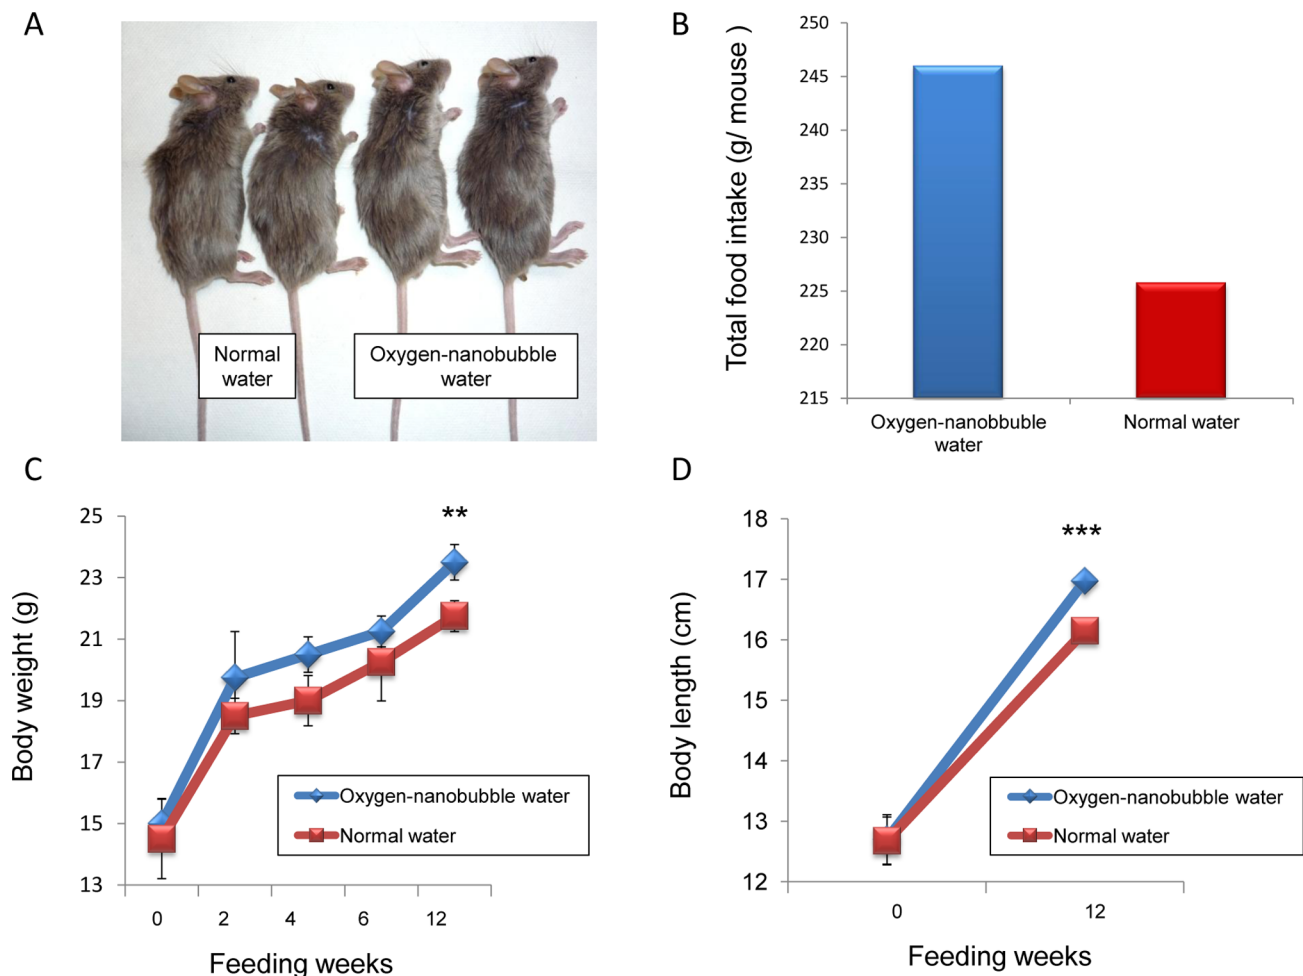 A
Normal
water
Oxygen-nanobubble
water
B
Total food intake (g/ mouse )
250
245
240
235
230
225
220
215
Oxygen-nanobbuble
water
Normal water
C
**
Body weight (g)
25
23
21
19
17
15
13
Oxygen-nanobubble water
Normal water
0 2 4 6 12
Feeding weeks
D
***
Body length (cm)
18
17
16
15
14
13
12
Oxygen-nanobubble water
Normal water
0 12
Feeding weeks